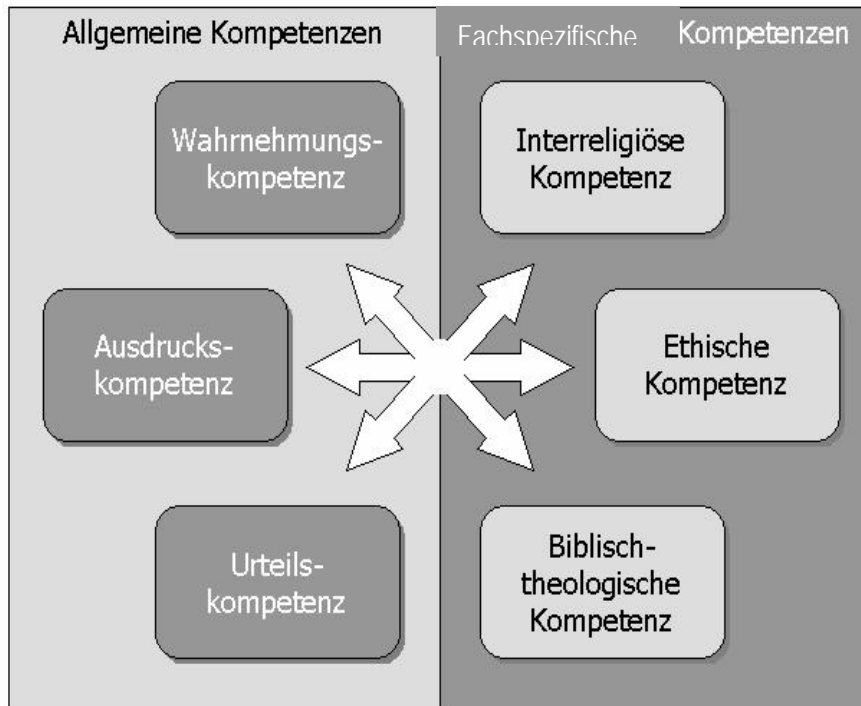 Allgemeine Kompetenzen
Fachspezifische Kompetenzen
Wahrnehmungs-
kompetenz
Interreligiöse
Kompetenz
Ausdrucks-
kompetenz
Ethische
Kompetenz
Urteils-
kompetenz
Biblisch-
theologische
Kompetenz